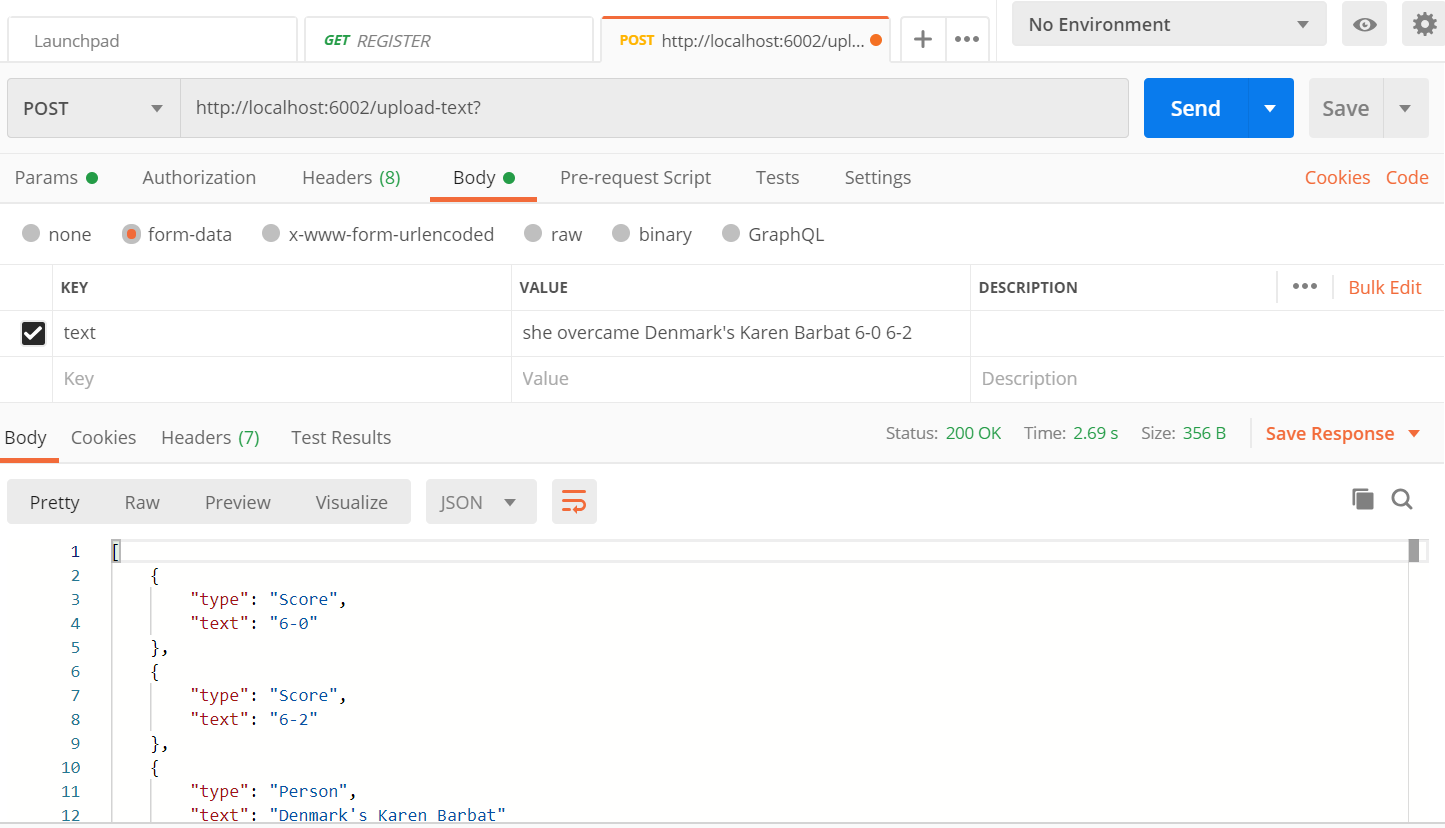 Launchpad GET REGISTER POST http://localhost:6002/upl... + ••• No Environment
POST http://localhost:6002/upload-text? Send Save
Params Authorization Headers (8) Body Pre-request Script Tests Settings Cookies Code
none form-data x-www-form-urlencoded raw binary GraphQL
KEY VALUE DESCRIPTION ••• Bulk Edit
text she overcame Denmark's Karen Barbat 6-0 6-2
Key Value Description
Body Cookies Headers (7) Test Results Status: 200 OK Time: 2.69 s Size: 356 B Save Response
Pretty Raw Preview Visualize JSON
1 [
2 {
3 "type": "Score",
4 "text": "6-0"
5 },
6 {
7 "type": "Score",
8 "text": "6-2"
9 },
10 {
11 "type": "Person",
12 "text": "Denmark's Karen Barbat"